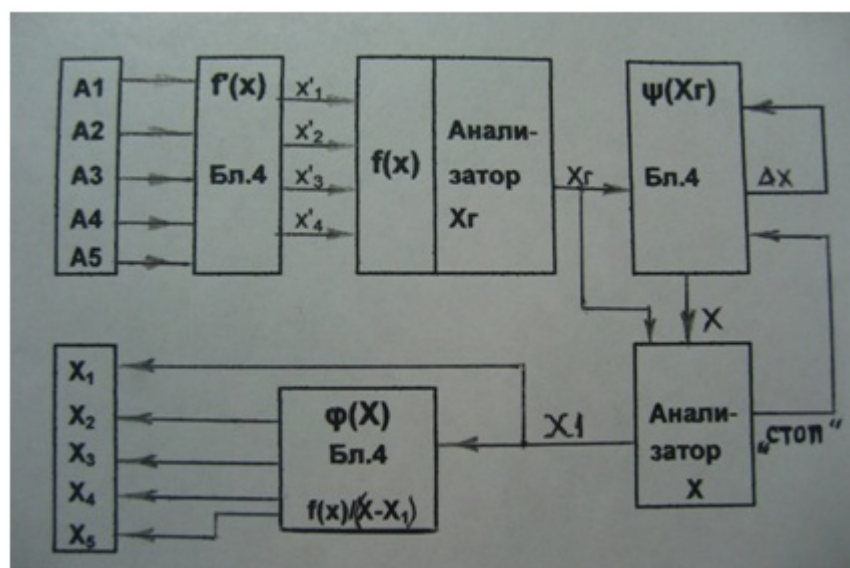 A1
A2
A3
A4
A5
f'(x)
Бл.4
x'₁
x'₂
x'₃
x'₄
f(x)
Анали-
затор
Xг
Xг
ψ(Xг)
Бл.4
Δx
X
Анали-
затор
X
"стоп"
X1
φ(X)
Бл.4
f(x)/(X-X₁)
X₁
X₂
X₃
X₄
X₅